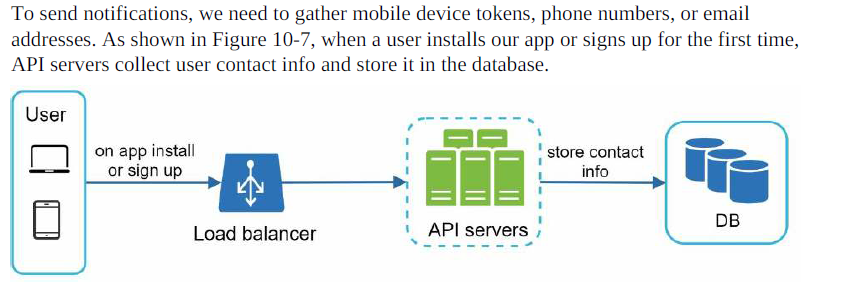 To send notifications, we need to gather mobile device tokens, phone numbers, or email
addresses. As shown in Figure 10-7, when a user installs our app or signs up for the first time,
API servers collect user contact info and store it in the database.
User
on app install
or sign up
Load balancer
API servers
store contact
info
DB